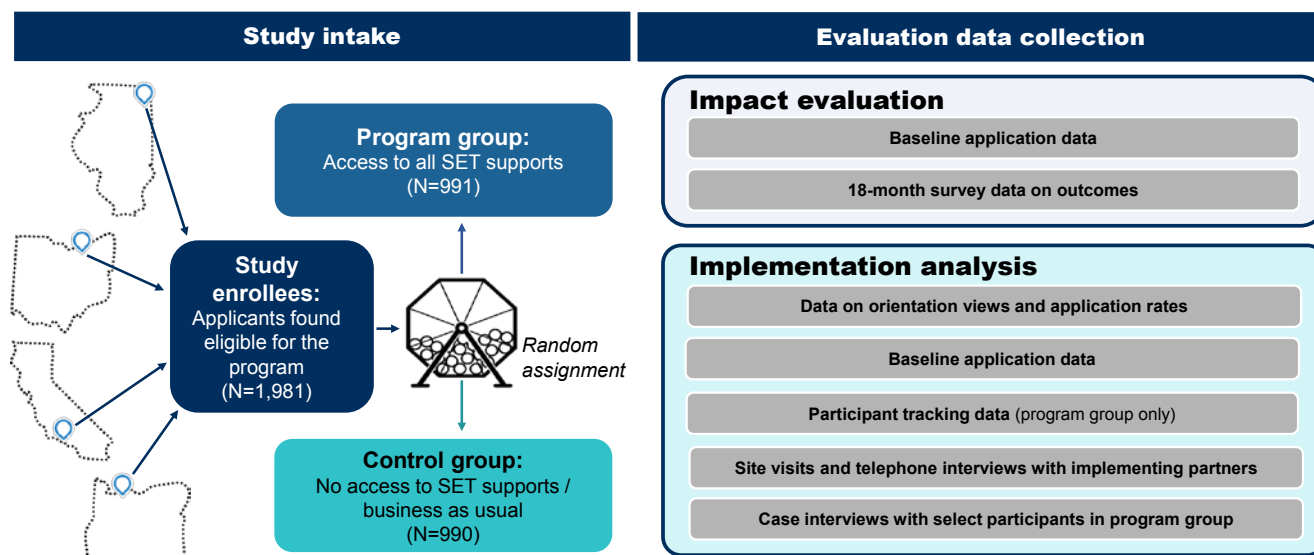 Study intake
Program group:
Access to all SET supports
(N=991)
Study
enrollees:
Applicants found
eligible for the
program
(N=1,981)
Random
assignment
Control group:
No access to SET supports /
business as usual
(N=990)
Evaluation data collection
Impact evaluation
Baseline application data
18-month survey data on outcomes
Implementation analysis
Data on orientation views and application rates
Baseline application data
Participant tracking data (program group only)
Site visits and telephone interviews with implementing partners
Case interviews with select participants in program group